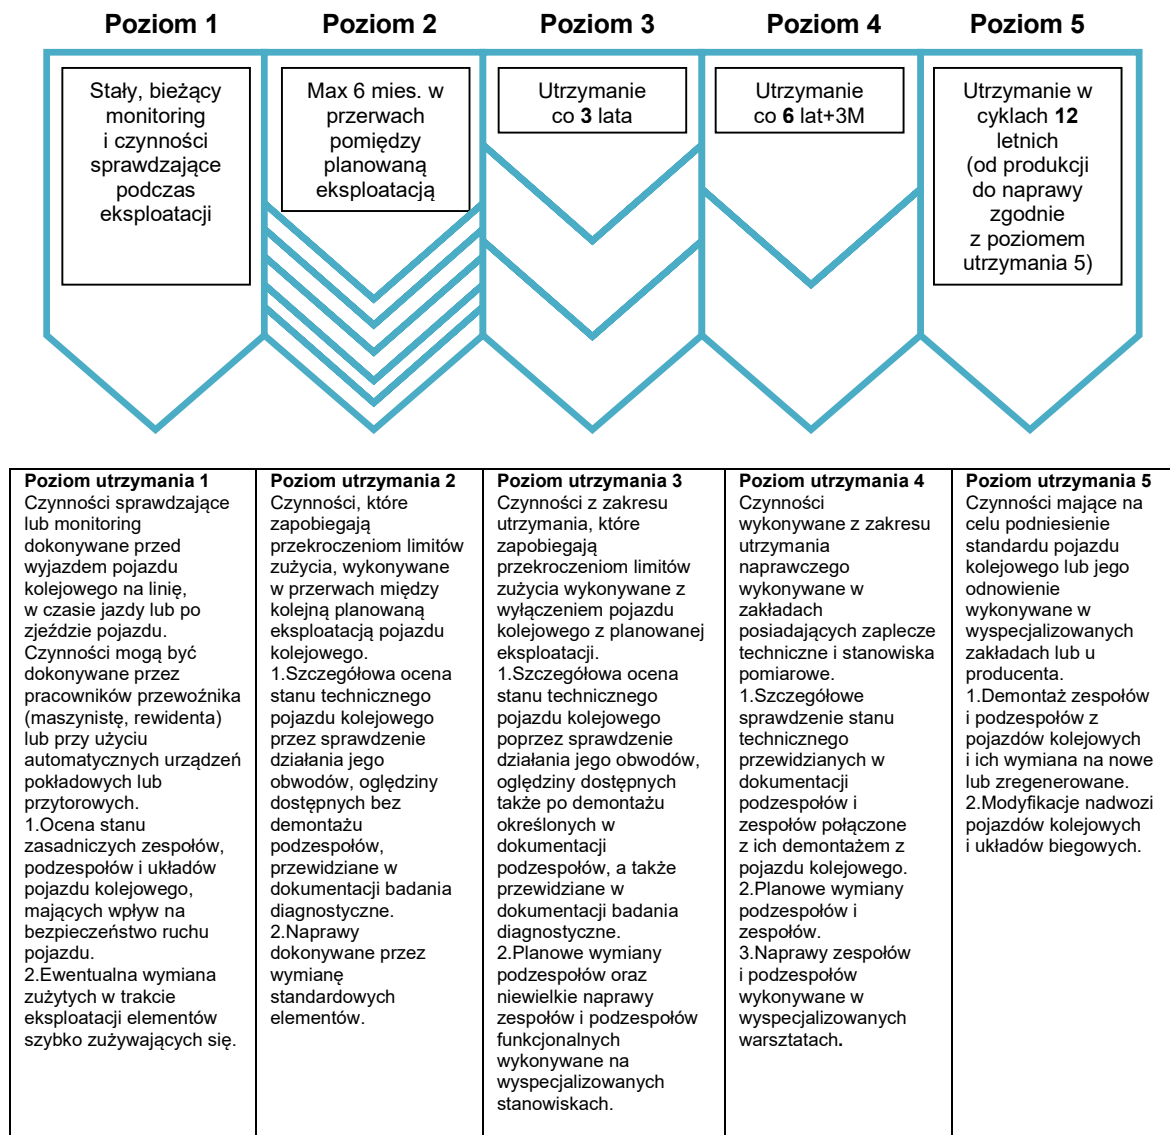 Poziom 1
Poziom 2
Poziom 3
Poziom 4
Poziom 5
Stały, bieżący
monitoring
i czynności
sprawdzające
podczas
eksploatacji
Max 6 mies. w
przerwach
pomiędzy
planowaną
eksploatacją
Utrzymanie
co 3 lata
Utrzymanie
co 6 lat+3M
Utrzymanie w
cyklach 12
letnich
(od produkcji
do naprawy
zgodnie
z poziomem
utrzymania 5)
Poziom utrzymania 1
Czynności sprawdzające
lub monitoring
dokonywane przed
wyjazdem pojazdu
kolejowego na linię,
w czasie jazdy lub po
zjeździe pojazdu.
Czynności mogą być
dokonywane przez
pracowników przewoźnika
(maszynistę, rewidenta)
lub przy użyciu
automatycznych urządzeń
pokładowych lub
przytorowych.
1.Ocena stanu
zasadniczych zespołów,
podzespołów i układów
pojazdu kolejowego,
mających wpływ na
bezpieczeństwo ruchu
pojazdu.
2.Ewentualna wymiana
zużytych w trakcie
eksploatacji elementów
szybko zużywających się.
Poziom utrzymania 2
Czynności, które
zapobiegają
przekroczeniom limitów
zużycia, wykonywane
w przerwach między
kolejną planowaną
eksploatacją pojazdu
kolejowego.
1.Szczegółowa ocena
stanu technicznego
pojazdu kolejowego
przez sprawdzenie
działania jego
obwodów, oględziny
dostępnych bez
demontażu
podzespołów,
przewidziane w
dokumentacji badania
diagnostyczne.
2.Naprawy
dokonywane przez
wymianę
standardowych
elementów.
Poziom utrzymania 3
Czynności z zakresu
utrzymania, które
zapobiegają
przekroczeniom limitów
zużycia wykonywane z
wyłączeniem pojazdu
kolejowego z planowanej
eksploatacji.
1.Szczegółowa ocena
stanu technicznego
pojazdu kolejowego
poprzez sprawdzenie
działania jego obwodów,
oględziny dostępnych
także po demontażu
określonych w
dokumentacji
podzespołów, a także
przewidziane w
dokumentacji badania
diagnostyczne.
2.Planowe wymiany
podzespołów oraz
niewielkie naprawy
zespołów i podzespołów
funkcjonalnych
wykonywane na
wyspecjalizowanych
stanowiskach.
Poziom utrzymania 4
Czynności
wykonywane z zakresu
utrzymania
naprawczego
wykonywane w
zakładach
posiadających zaplecze
techniczne i stanowiska
pomiarowe.
1.Szczegółowe
sprawdzenie stanu
technicznego
przewidzianych w
dokumentacji
podzespołów i
zespołów połączone
z ich demontażem z
pojazdu kolejowego.
2.Planowe wymiany
podzespołów i
zespołów.
3.Naprawy zespołów
i podzespołów
wykonywane w
wyspecjalizowanych
warsztatach.
Poziom utrzymania 5
Czynności mające na
celu podniesienie
standardu pojazdu
kolejowego lub jego
odnowienie
wykonywane w
wyspecjalizowanych
zakładach lub u
producenta.
1.Demontaż zespołów
i podzespołów z
pojazdów kolejowych
i ich wymiana na nowe
lub zregenerowane.
2.Modyfikacje nadwozi
pojazdów kolejowych
i układów biegowych.